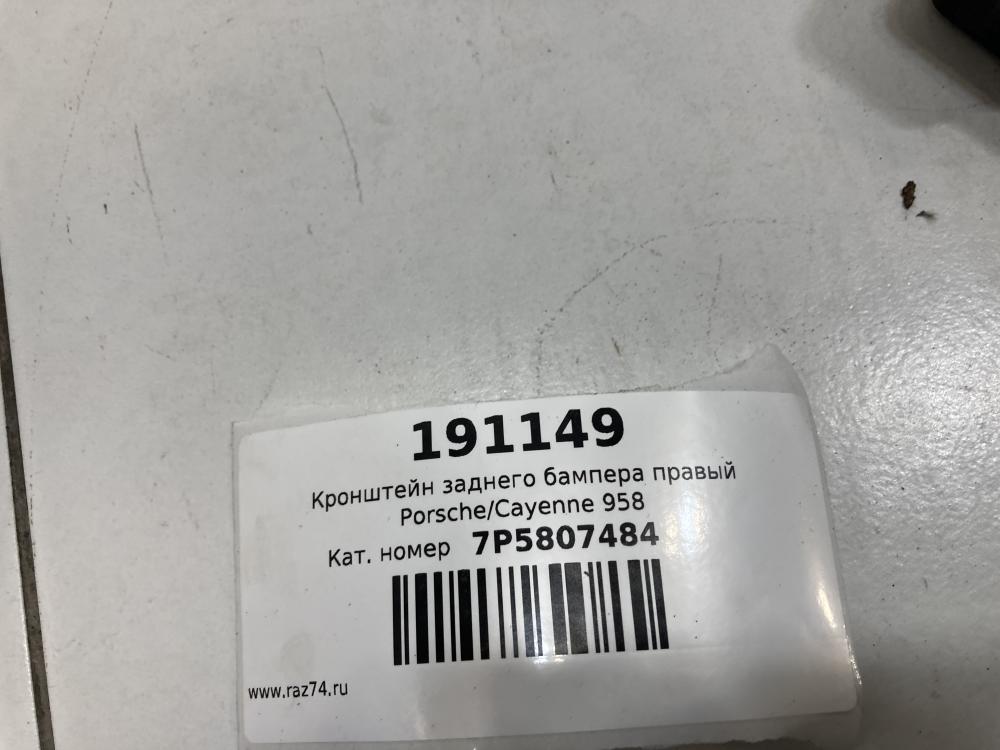 191149
Кронштейн заднего бампера правый
Porsche/Cayenne 958
Кат. номер 7P5807484
www.raz74.ru